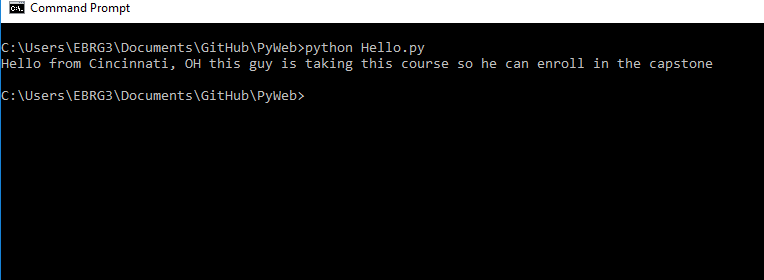 Command Prompt
C:\Users\EBRG3\Documents\GitHub\PyWeb>python Hello.py
Hello from Cincinnati, OH this guy is taking this course so he can enroll in the capstone
C:\Users\EBRG3\Documents\GitHub\PyWeb>